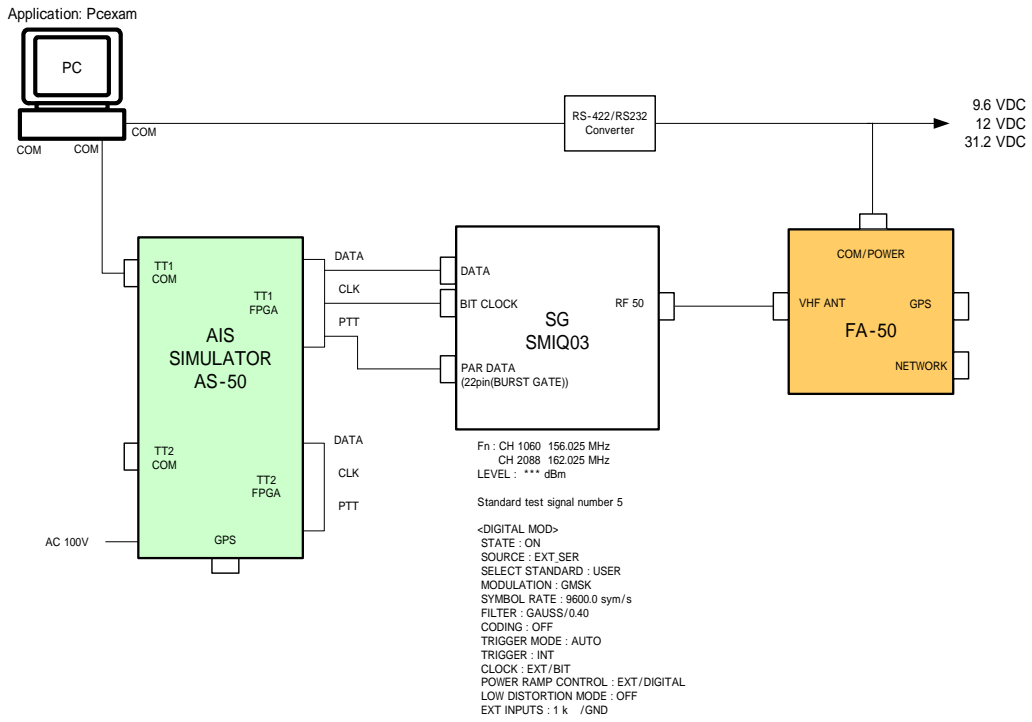 Application: Pcexam
PC
COM
COM
COM
RS-422/RS232
Converter
9.6 VDC
12 VDC
31.2 VDC
TT1
COM
TT1
FPGA
AIS
SIMULATOR
AS-50
TT2
COM
TT2
FPGA
GPS
AC 100V
DATA
CLK
PTT
DATA
CLK
PTT
DATA
BIT CLOCK
PAR DATA
(22pin(BURST GATE))
RF 50
SG
SMIQ03
COM/POWER
VHF ANT
GPS
FA-50
NETWORK
Fn : CH 1060 156.025 MHz
CH 2088 162.025 MHz
LEVEL : *** dBm
Standard test signal number 5
<DIGITAL MOD>
STATE : ON
SOURCE : EXT_SER
SELECT STANDARD : USER
MODULATION : GMSK
SYMBOL RATE : 9600.0 sym/s
FILTER : GAUSS/0.40
CODING : OFF
TRIGGER MODE : AUTO
TRIGGER : INT
CLOCK : EXT/BIT
POWER RAMP CONTROL : EXT/DIGITAL
LOW DISTORTION MODE : OFF
EXT INPUTS : 1 k /GND